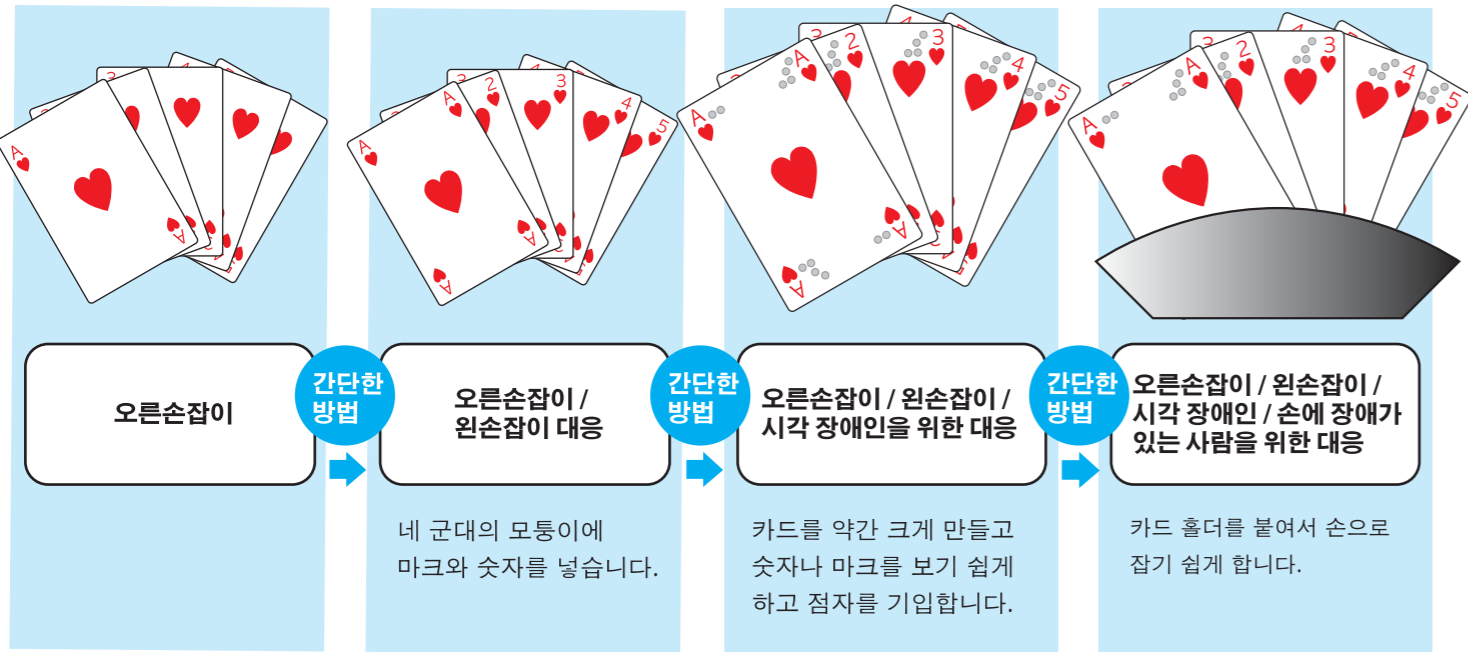 오른손잡이
간단한
방법
오른손잡이 /
왼손잡이 대응
네 군대의 모퉁이에
마크와 숫자를 넣습니다.
간단한
방법
오른손잡이 / 왼손잡이 /
시각 장애인을 위한 대응
카드를 약간 크게 만들고
숫자나 마크를 보기 쉽게
하고 점자를 기입합니다.
간단한
방법
오른손잡이 / 왼손잡이 /
시각 장애인 / 손에 장애가
있는 사람을 위한 대응
카드 홀더를 붙여서 손으로
잡기 쉽게 합니다.